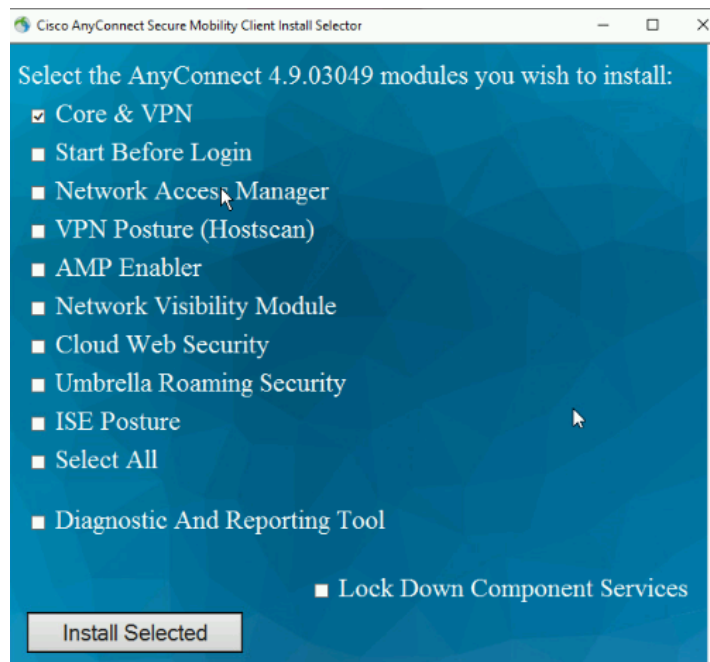 Cisco AnyConnect Secure Mobility Client Install Selector
Select the AnyConnect 4.9.03049 modules you wish to install:
Core & VPN
Start Before Login
Network Access Manager
VPN Posture (Hostscan)
AMP Enabler
Network Visibility Module
Cloud Web Security
Umbrella Roaming Security
ISE Posture
Select All
Diagnostic And Reporting Tool
Lock Down Component Services
Install Selected